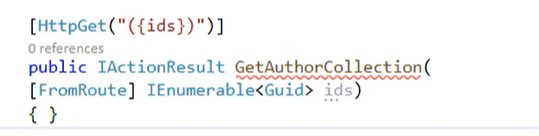 [HttpGet("({ids})")]
0 references
public IActionResult GetAuthorCollection(
[FromRoute] IEnumerable<Guid> ids)
{ }